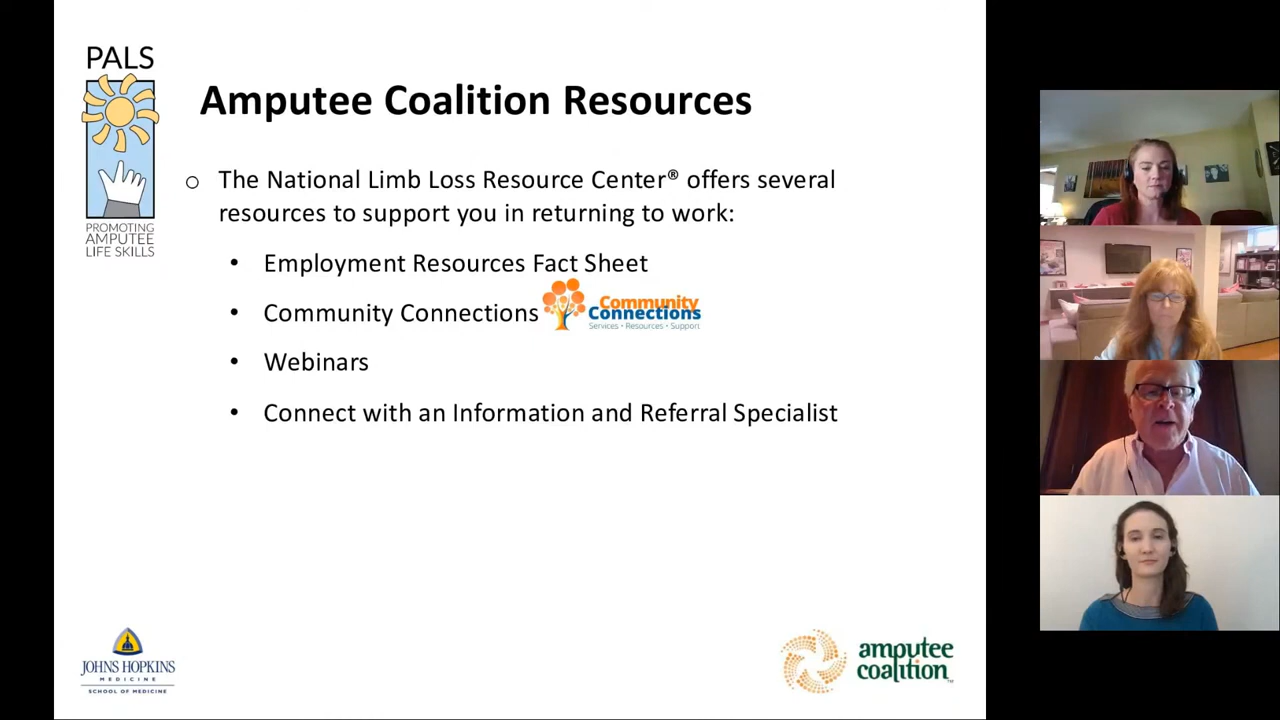 PALS
PROMOTING
AMPUTEE
LIFE SKILLS
Amputee Coalition Resources
The National Limb Loss Resource Center® offers several
resources to support you in returning to work:
• Employment Resources Fact Sheet
• Community Connections
Community
Connections
Services • Resources • Support
• Webinars
• Connect with an Information and Referral Specialist
JOHNS HOPKINS
MEDICINE
SCHOOL OF MEDICINE
amputee
coalition™